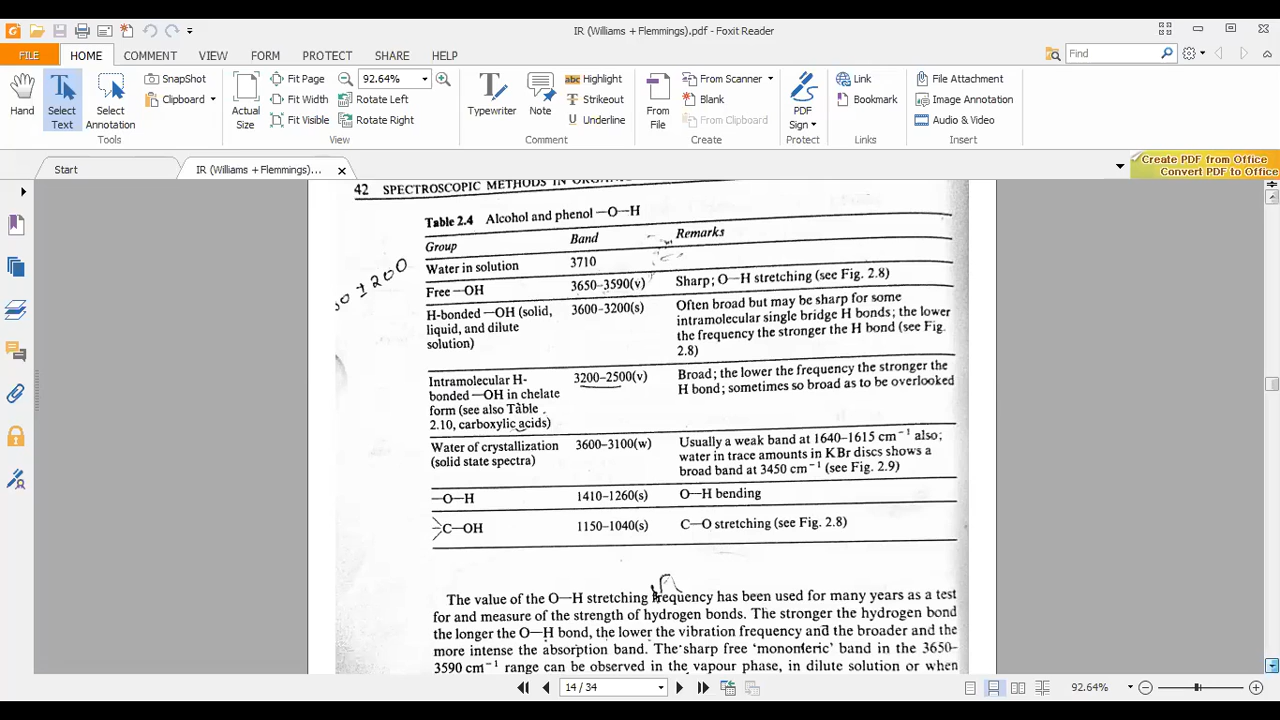 IR (Williams + Flemmings).pdf - Foxit Reader
FILE HOME COMMENT VIEW FORM PROTECT SHARE HELP
Find
Hand
Select Text
Select Annotation
SnapShot
Clipboard
Tools
Actual Size
Fit Page
Fit Width
Fit Visible
92.64%
Rotate Left
Rotate Right
View
Typewriter
Note
Highlight
Strikeout
Underline
Comment
From File
From Scanner
Blank
From Clipboard
Create
PDF Sign
Protect
Link
Bookmark
Links
File Attachment
Image Annotation
Audio & Video
Insert
Start
IR (Williams + Flemmings)...
Create PDF from Office
Convert PDF to Office
42 SPECTROSCOPIC METHODS IN
Table 2.4 Alcohol and phenol —O—H
Group Band Remarks
Water in solution 3710
Free —OH 3650–3590(v) Sharp; O—H stretching (see Fig. 2.8)
H-bonded —OH (solid, 3600–3200(s) Often broad but may be sharp for some
liquid, and dilute intramolecular single bridge H bonds; the lower
solution) the frequency the stronger the H bond (see Fig.
2.8)
Intramolecular H- 3200–2500(v) Broad; the lower the frequency the stronger the
bonded —OH in chelate H bond; sometimes so broad as to be overlooked
form (see also Table
2.10, carboxylic acids)
Water of crystallization 3600–3100(w) Usually a weak band at 1640–1615 cm⁻¹ also;
(solid state spectra) water in trace amounts in KBr discs shows a
broad band at 3450 cm⁻¹ (see Fig. 2.9)
—O—H 1410–1260(s) O—H bending
C—OH 1150–1040(s) C—O stretching (see Fig. 2.8)
The value of the O—H stretching frequency has been used for many years as a test
for and measure of the strength of hydrogen bonds. The stronger the hydrogen bond
the longer the O—H bond, the lower the vibration frequency and the broader and the
more intense the absorption band. The sharp free 'monomeric' band in the 3650–
3590 cm⁻¹ range can be observed in the vapour phase, in dilute solution or when
14 / 34
92.64%